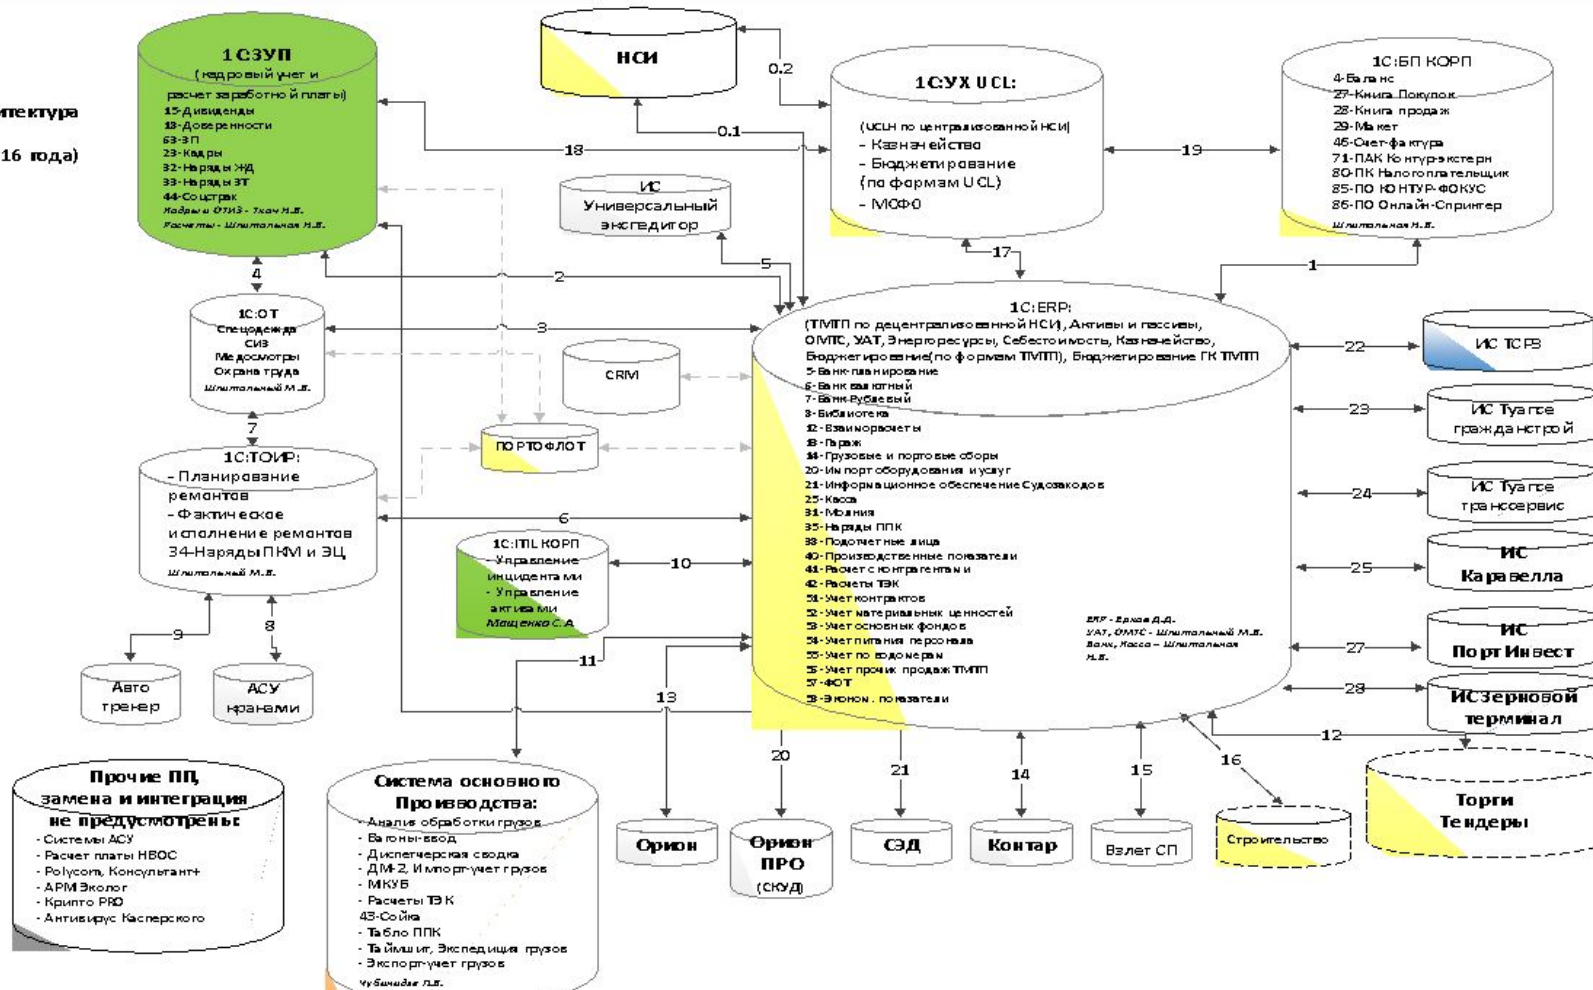 итектура
16 года)
1С:ЗУП
(кадровый учет и
расчет заработной платы)
15-Дивиденды
18-Доверенности
63-ЗП
23-Кадры
32-Наряды ЖД
33-Наряды ЗТ
44-Соцстрах
Кадры и ОТИЗ - Ткач Н.В.
Расчеты - Шпитальная Н.В.
НСИ
0.2
0.1
1С:УХ UCL:
(UCLH по централизованной НСИ)
- Казначейство
- Бюджетирование
(по формам UCL)
- МСФО
1С:БП КОРП
4-Баланс
27-Книга Покупок
28-Книга продаж
29-Макет
46-Счет-фактура
71-ПАК Контур-экстерн
80-ПК Налогоплательщик
85-ПО КОНТУР-ФОКУС
86-ПО Онлайн-Спринтер
Шпитальная Н.В.
18
19
ИС
Универсальный
экспедитор
5
17
1
4
2
1С:ОТ
Спецодежда
СИЗ
Медосмотры
Охрана труда
Шпитальный М.В.
3
CRM
ПОРТОФЛОТ
7
1С:ТОИР:
- Планирование
ремонтов
- Фактическое
исполнение ремонтов
34-Наряды ПКМ и ЭЦ
Шпитальный М.В.
6
1С:ITIL КОРП
- Управление
инцидентами
- Управление
активами
Мащенко С.А
10
9
8
Авто
трекер
АСУ
кранами
11
13
1С:ERP:
(ТМТП по децентрализованной НСИ), Активы и пассивы,
ОМТС, УАТ, Энергоресурсы, Себестоимость, Казначейство,
Бюджетирование(по формам ТМТП), Бюджетирование ГК ТМТП
5-Банк-планирование
6-Банк валютный
7-Банк-Рублевый
8-Библиотека
12-Взаиморасчеты
13-Гараж
14-Грузовые и портовые сборы
20-Импорт оборудования и услуг
21-Информационное обеспечение Судозаходов
25-Касса
31-Молния
35-Наряды ППК
38-Подотчетные лица
40-Производственные показатели
41-Расчет с контрагентами
42-Расчеты ТЭК
51-Учет контрактов
52-Учет материальных ценностей
53-Учет основных фондов
54-Учет питания персонала
55-Учет по водомерам
56-Учет прочих продаж ТМТП
57-ФОТ
58-Эконом. показатели
УАТ, ОМТС - Шпитальный М.В.
Банк, Касса – Шпитальная
Н.В.
22
ИС ТСРЗ
23
ИС Туапсе
гражданстрой
24
ИС Туапсе
транссервис
25
ИС
Каравелла
27
ИС
ПортИнвест
28
ИС Зерновой
терминал
12
Торги
Тендеры
16
Строительство
20
21
14
15
Орион
Орион
ПРО
(СКУД)
СЭД
Контар
Взлет СП
Прочие ПП,
замена и интеграция
не предусмотрены:
- Системы АСУ
- Расчет платы НВОС
- Polycom, Консультант+
- АРМ Эколог
- Крипто PRO
- Антивирус Касперского
Система основного
Производства:
- Анализ обработки грузов
- Вагоны-ввод
- Диспетчерская сводка
- ДМ-2, Импорт-учет грузов
- МКУБ
- Расчеты ТЭК
43-Сойка
- Табло ППК
- Таймшит, Экспедиция грузов
- Экспорт-учет грузов